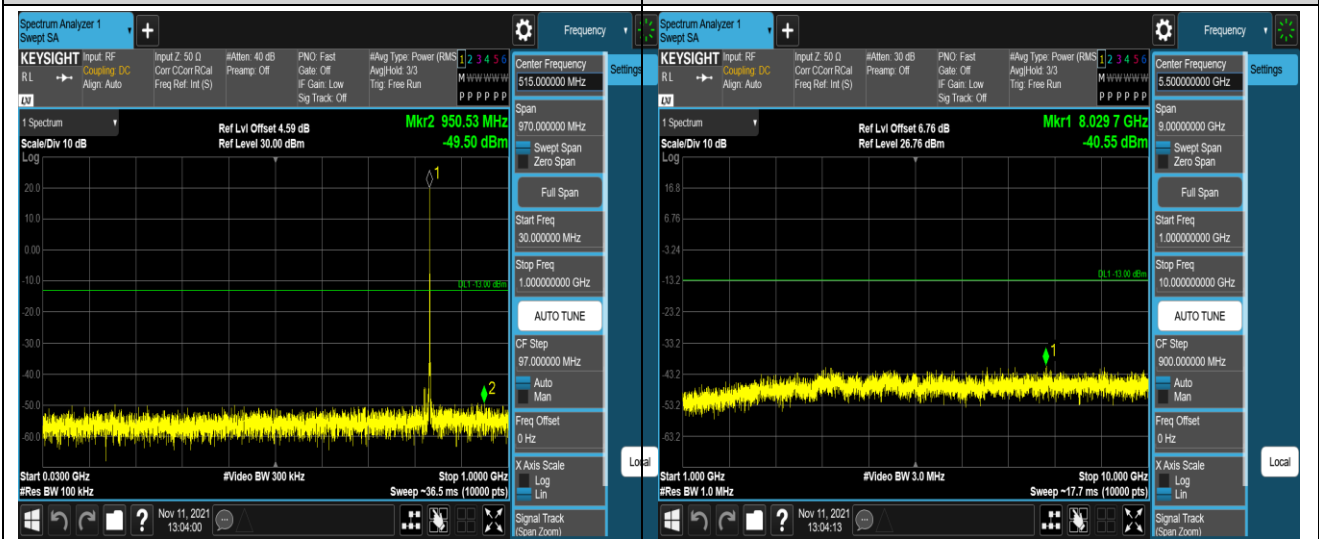 Spectrum Analyzer 1
Swept SA
Frequency
KEYSIGHT
RL
LXI
Input: RF
Coupling: DC
Align: Auto
Input Z: 50 Ω
Corr CCorr RCal
Freq Ref: Int (S)
#Atten: 40 dB
Preamp: Off
PNO: Fast
Gate: Off
IF Gain: Low
Sig Track: Off
#Avg Type: Power (RMS
Avg|Hold: 3/3
Trig: Free Run
1 2 3 4 5 6
M W W W W W
P P P P P P
Center Frequency
515.000000 MHz
Settings
Span
970.000000 MHz
Swept Span
Zero Span
Full Span
Start Freq
30.000000 MHz
Stop Freq
1.000000000 GHz
AUTO TUNE
CF Step
97.000000 MHz
Auto
Man
Freq Offset
0 Hz
X Axis Scale
Log
Lin
Signal Track
(Span Zoom)
Local
1 Spectrum
Scale/Div 10 dB
Log
Ref Lvl Offset 4.59 dB
Ref Level 30.00 dBm
Mkr2 950.53 MHz
-49.50 dBm
1
20.0
10.0
0.00
-10.0
DL1 -13.00 dBm
-20.0
-30.0
-40.0
2
-50.0
-60.0
Start 0.0300 GHz
#Res BW 100 kHz
#Video BW 300 kHz
Stop 1.0000 GHz
Sweep ~36.5 ms (10000 pts)
?
Nov 11, 2021
13:04:00
Spectrum Analyzer 1
Swept SA
Frequency
KEYSIGHT
RL
LXI
Input: RF
Coupling: DC
Align: Auto
Input Z: 50 Ω
Corr CCorr RCal
Freq Ref: Int (S)
#Atten: 30 dB
Preamp: Off
PNO: Fast
Gate: Off
IF Gain: Low
Sig Track: Off
#Avg Type: Power (RMS
Avg|Hold: 3/3
Trig: Free Run
1 2 3 4 5 6
M W W W W W
P P P P P P
Center Frequency
5.500000000 GHz
Settings
Span
9.00000000 GHz
Swept Span
Zero Span
Full Span
Start Freq
1.000000000 GHz
Stop Freq
10.000000000 GHz
AUTO TUNE
CF Step
900.000000 MHz
Auto
Man
Freq Offset
0 Hz
X Axis Scale
Log
Lin
Signal Track
(Span Zoom)
Local
1 Spectrum
Scale/Div 10 dB
Log
Ref Lvl Offset 6.76 dB
Ref Level 26.76 dBm
Mkr1 8.029 7 GHz
-40.55 dBm
16.8
6.76
-3.24
DL1 -13.00 dBm
-13.2
-23.2
-33.2
1
-43.2
-53.2
-63.2
Start 1.000 GHz
#Res BW 1.0 MHz
#Video BW 3.0 MHz
Stop 10.000 GHz
Sweep ~17.7 ms (10000 pts)
?
Nov 11, 2021
13:04:13